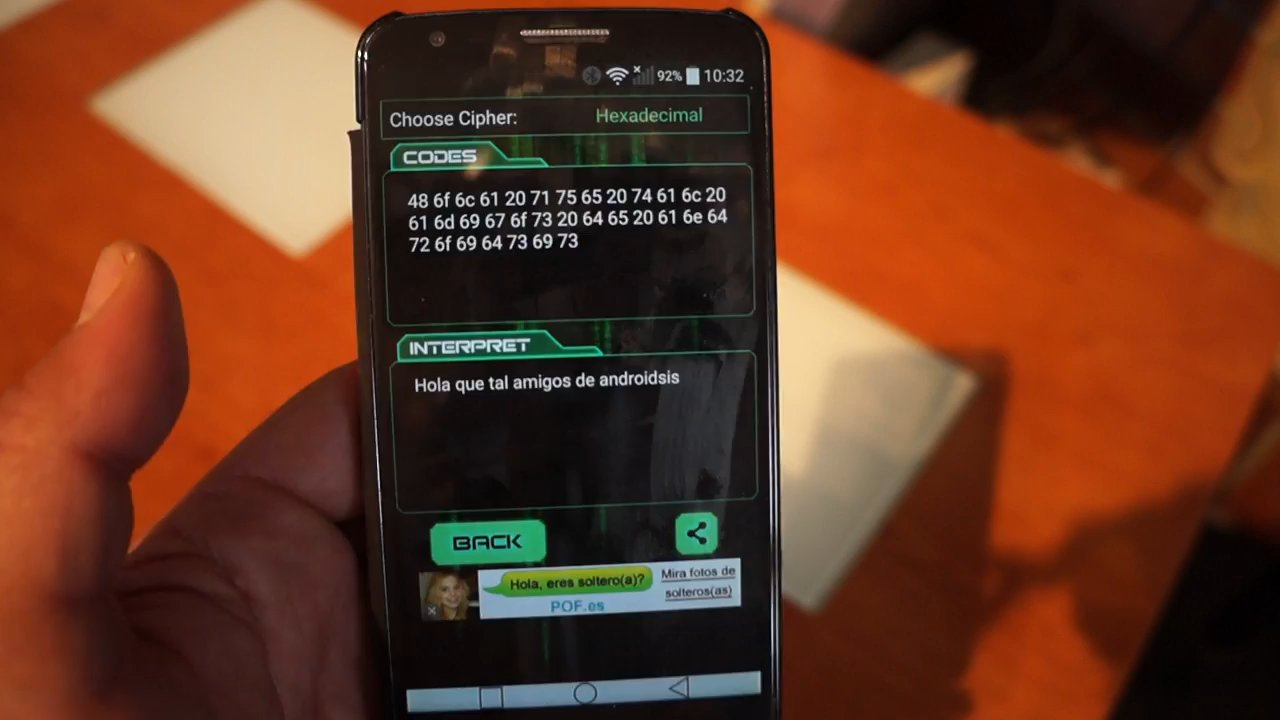 92% 10:32
Choose Cipher: Hexadecimal
CODES
48 6f 6c 61 20 71 75 65 20 74 61 6c 20
61 6d 69 67 6f 73 20 64 65 20 61 6e 64
72 6f 69 64 73 69 73
INTERPRET
Hola que tal amigos de androidsis
BACK
Hola, eres soltero(a)?
POF.es
Mira fotos de
solteros(as)